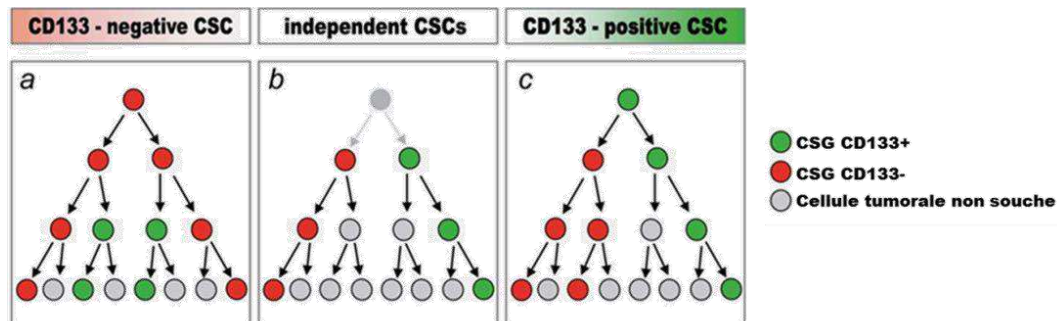 CD133 - negative CSC
independent CSCs
CD133 - positive CSC
a
b
c
CSG CD133+
CSG CD133-
Cellule tumorale non souche